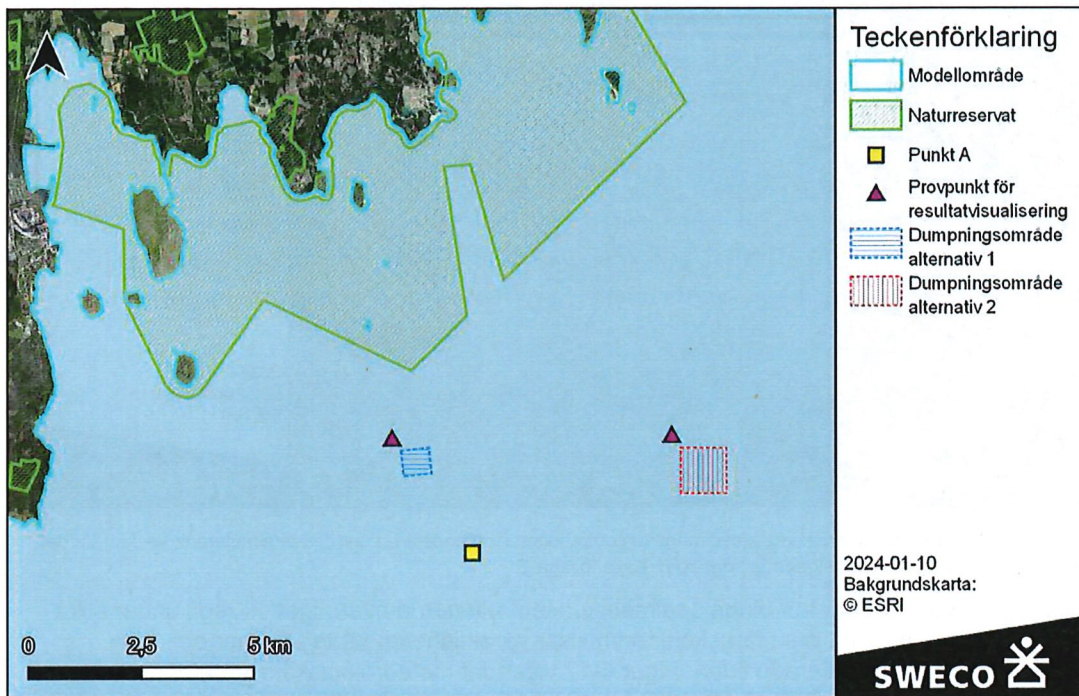 Teckenförklaring
Modellområde
Naturreservat
Punkt A
Provpunkt för
resultatvisualisering
Dumpningsområde
alternativ 1
Dumpningsområde
alternativ 2
2024-01-10
Bakgrundskarta:
© ESRI
0 2,5 5 km
SWECO